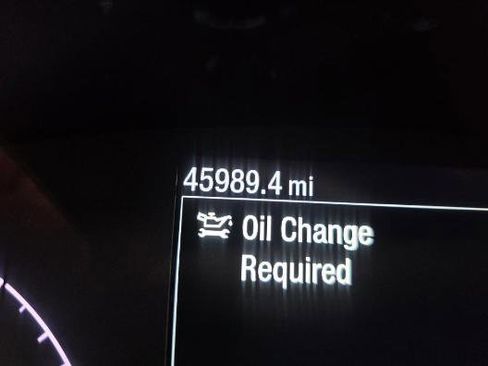 45989.4 mi
Oil Change
Required